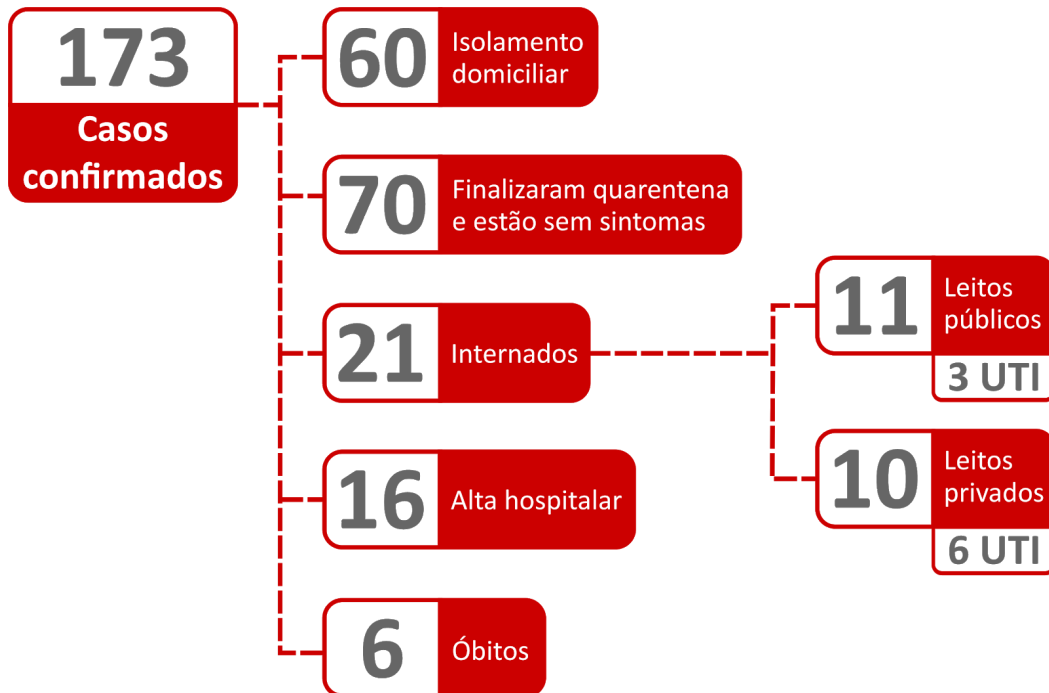 173
Casos
confirmados
60
Isolamento
domiciliar
70
Finalizaram quarentena
e estão sem sintomas
21
Internados
11
Leitos
públicos
3 UTI
10
Leitos
privados
6 UTI
16
Alta hospitalar
6
Óbitos